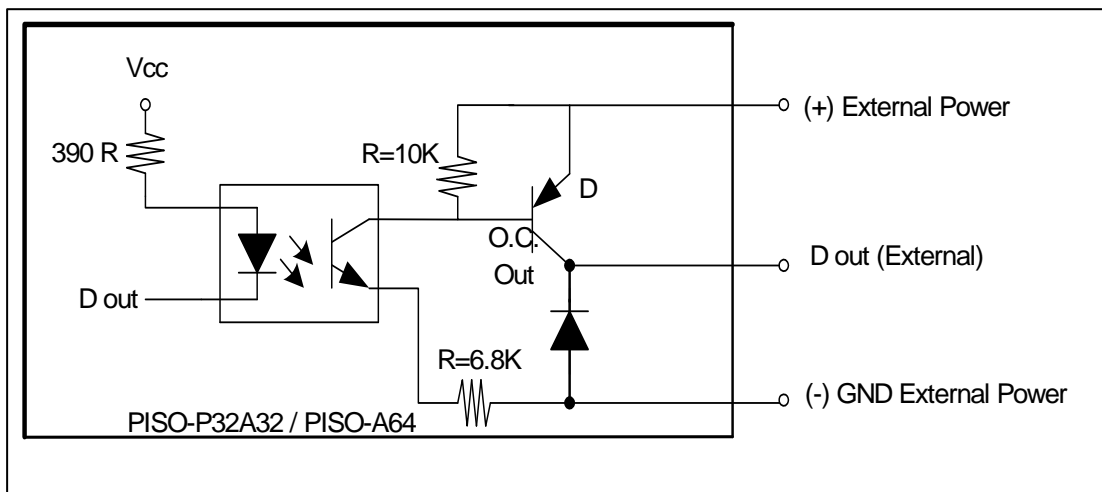 Vcc
(+) External Power
390 R
R=10K
D
O.C.
Out
D out (External)
D out
R=6.8K
(-) GND External Power
PISO-P32A32 / PISO-A64